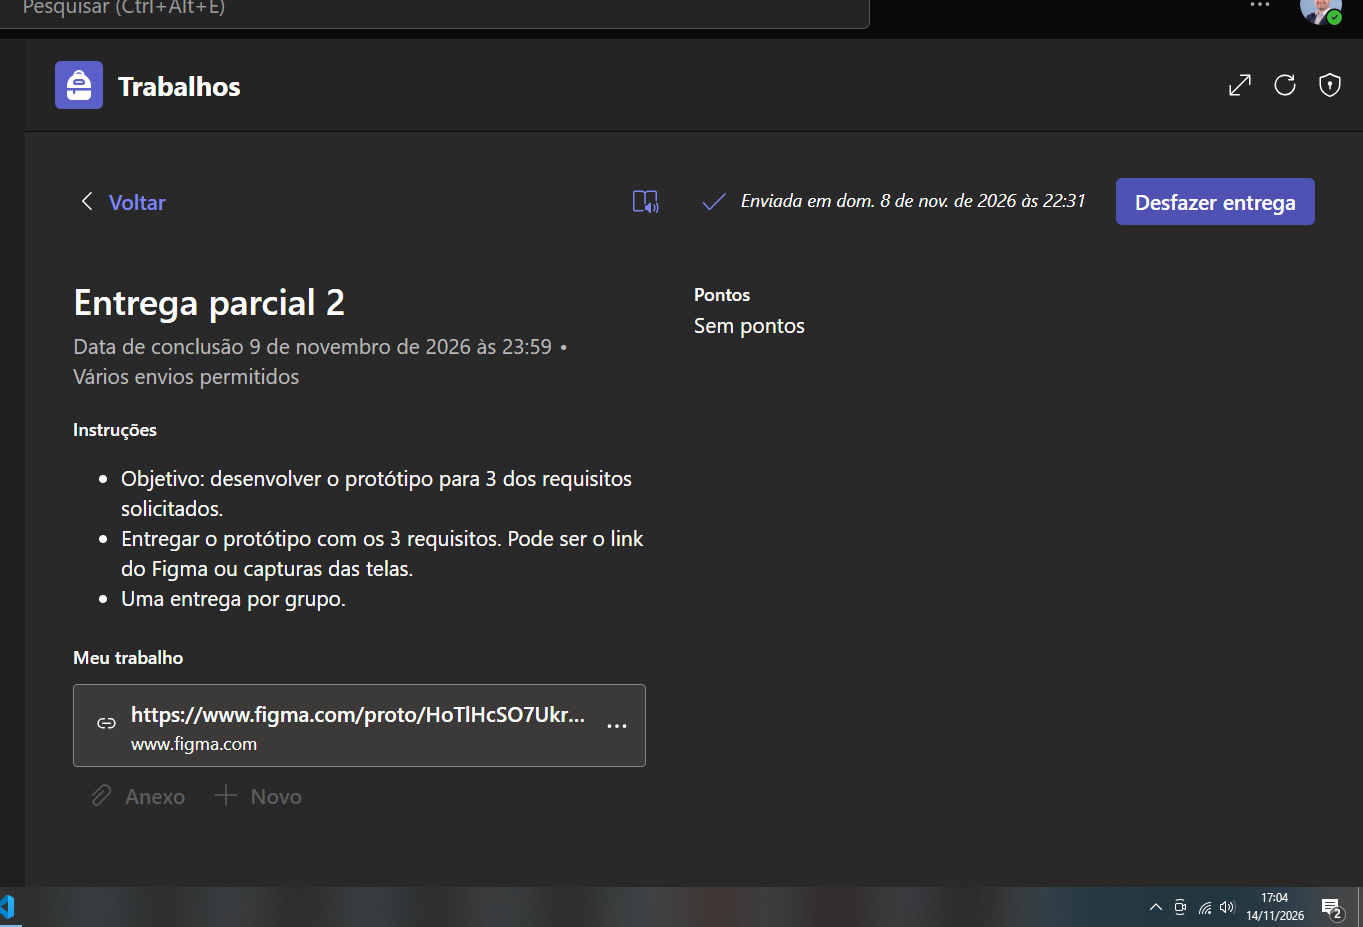 Pesquisar (Ctrl+Alt+E)
Trabalhos
Voltar
Enviada em dom. 8 de nov. de 2026 às 22:31
Desfazer entrega
Entrega parcial 2
Data de conclusão 9 de novembro de 2026 às 23:59 •
Vários envios permitidos
Pontos
Sem pontos
Instruções
• Objetivo: desenvolver o protótipo para 3 dos requisitos
solicitados.
• Entregar o protótipo com os 3 requisitos. Pode ser o link
do Figma ou capturas das telas.
• Uma entrega por grupo.
Meu trabalho
https://www.figma.com/proto/HoTlHcSO7Ukr...
www.figma.com
Anexo
Novo
17:04
14/11/2026
2